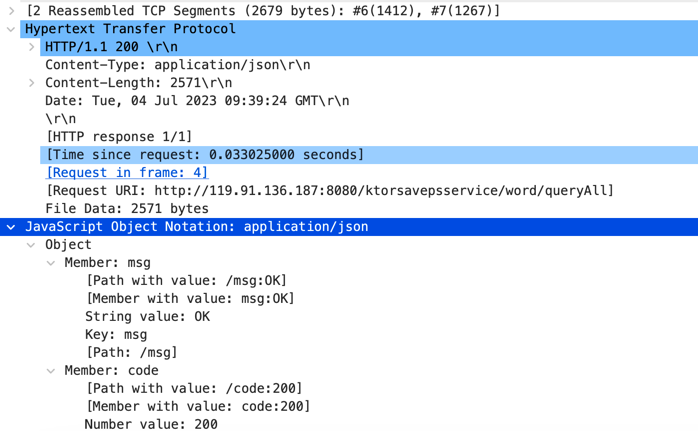 [2 Reassembled TCP Segments (2679 bytes): #6(1412), #7(1267)]
Hypertext Transfer Protocol
HTTP/1.1 200 \r\n
Content-Type: application/json\r\n
Content-Length: 2571\r\n
Date: Tue, 04 Jul 2023 09:39:24 GMT\r\n
\r\n
[HTTP response 1/1]
[Time since request: 0.033025000 seconds]
[Request in frame: 4]
[Request URI: http://119.91.136.187:8080/ktorsavepsservice/word/queryAll]
File Data: 2571 bytes
JavaScript Object Notation: application/json
Object
Member: msg
[Path with value: /msg:OK]
[Member with value: msg:OK]
String value: OK
Key: msg
[Path: /msg]
Member: code
[Path with value: /code:200]
[Member with value: code:200]
Number value: 200